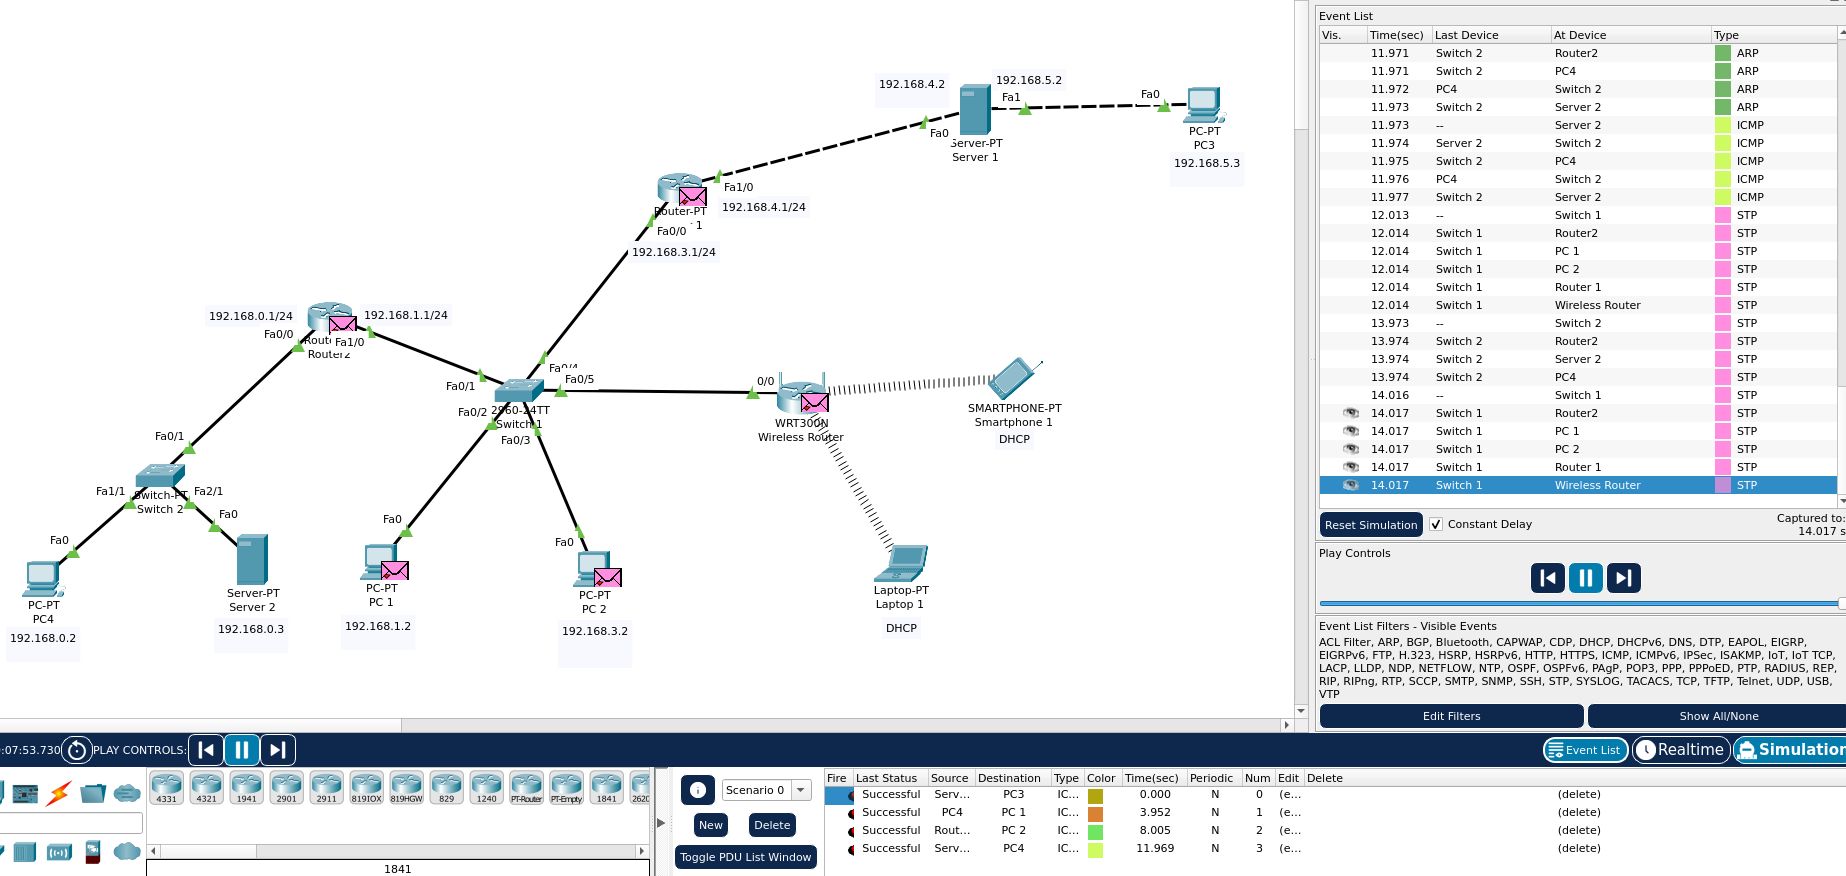 192.168.4.2
192.168.5.2
Fa1
Fa0
Fa0
Server-PT
Server 1
PC-PT
PC3
192.168.5.3
Fa1/0
192.168.4.1/24
Router-PT
1
Fa0/0
192.168.3.1/24
192.168.0.1/24
192.168.1.1/24
Fa0/0
Fa1/0
Router2
Fa0/1
Fa0/4
Fa0/5
0/0
Fa0/2
2960-24TT
Switch 1
Fa0/3
WRT300N
Wireless Router
SMARTPHONE-PT
Smartphone 1
DHCP
Fa0/1
Fa1/1
Switch-PT
Switch 2
Fa2/1
Fa0
Fa0
PC-PT
PC4
192.168.0.2
Server-PT
Server 2
192.168.0.3
Fa0
PC-PT
PC 1
192.168.1.2
Fa0
PC-PT
PC 2
192.168.3.2
Laptop-PT
Laptop 1
DHCP
Event List
Vis. Time(sec) Last Device At Device Type
11.971 Switch 2 Router2 ARP
11.971 Switch 2 PC4 ARP
11.972 PC4 Switch 2 ARP
11.973 Switch 2 Server 2 ARP
11.973 -- Server 2 ICMP
11.974 Server 2 Switch 2 ICMP
11.975 Switch 2 PC4 ICMP
11.976 PC4 Switch 2 ICMP
11.977 Switch 2 Server 2 ICMP
12.013 -- Switch 1 STP
12.014 Switch 1 Router2 STP
12.014 Switch 1 PC 1 STP
12.014 Switch 1 PC 2 STP
12.014 Switch 1 Router 1 STP
12.014 Switch 1 Wireless Router STP
13.973 -- Switch 2 STP
13.974 Switch 2 Router2 STP
13.974 Switch 2 Server 2 STP
13.974 Switch 2 PC4 STP
14.016 -- Switch 1 STP
14.017 Switch 1 Router2 STP
14.017 Switch 1 PC 1 STP
14.017 Switch 1 PC 2 STP
14.017 Switch 1 Router 1 STP
14.017 Switch 1 Wireless Router STP
Reset Simulation Constant Delay Captured to:
14.017 s
Play Controls
Event List Filters - Visible Events
ACL Filter, ARP, BGP, Bluetooth, CAPWAP, CDP, DHCP, DHCPv6, DNS, DTP, EAPOL, EIGRP,
EIGRPv6, FTP, H.323, HSRP, HSRPv6, HTTP, HTTPS, ICMP, ICMPv6, IPSec, ISAKMP, IoT, IoT TCP,
LACP, LLDP, NDP, NETFLOW, NTP, OSPF, OSPFv6, PAgP, POP3, PPP, PPPoED, PTP, RADIUS, REP,
RIP, RIPng, RTP, SCCP, SMTP, SNMP, SSH, STP, SYSLOG, TACACS, TCP, TFTP, Telnet, UDP, USB,
VTP
Edit Filters Show All/None
:07:53.730 PLAY CONTROLS: Event List Realtime Simulation
4331 4321 1941 2901 2911 819IOX 819HGW 829 1240 PT-Router PT-Empty 1841 2620
1841
Scenario 0
New Delete
Toggle PDU List Window
Fire Last Status Source Destination Type Color Time(sec) Periodic Num Edit Delete
Successful Serv... PC3 IC... 0.000 N 0 (e... (delete)
Successful PC4 PC 1 IC... 3.952 N 1 (e... (delete)
Successful Rout... PC 2 IC... 8.005 N 2 (e... (delete)
Successful Serv... PC4 IC... 11.969 N 3 (e... (delete)